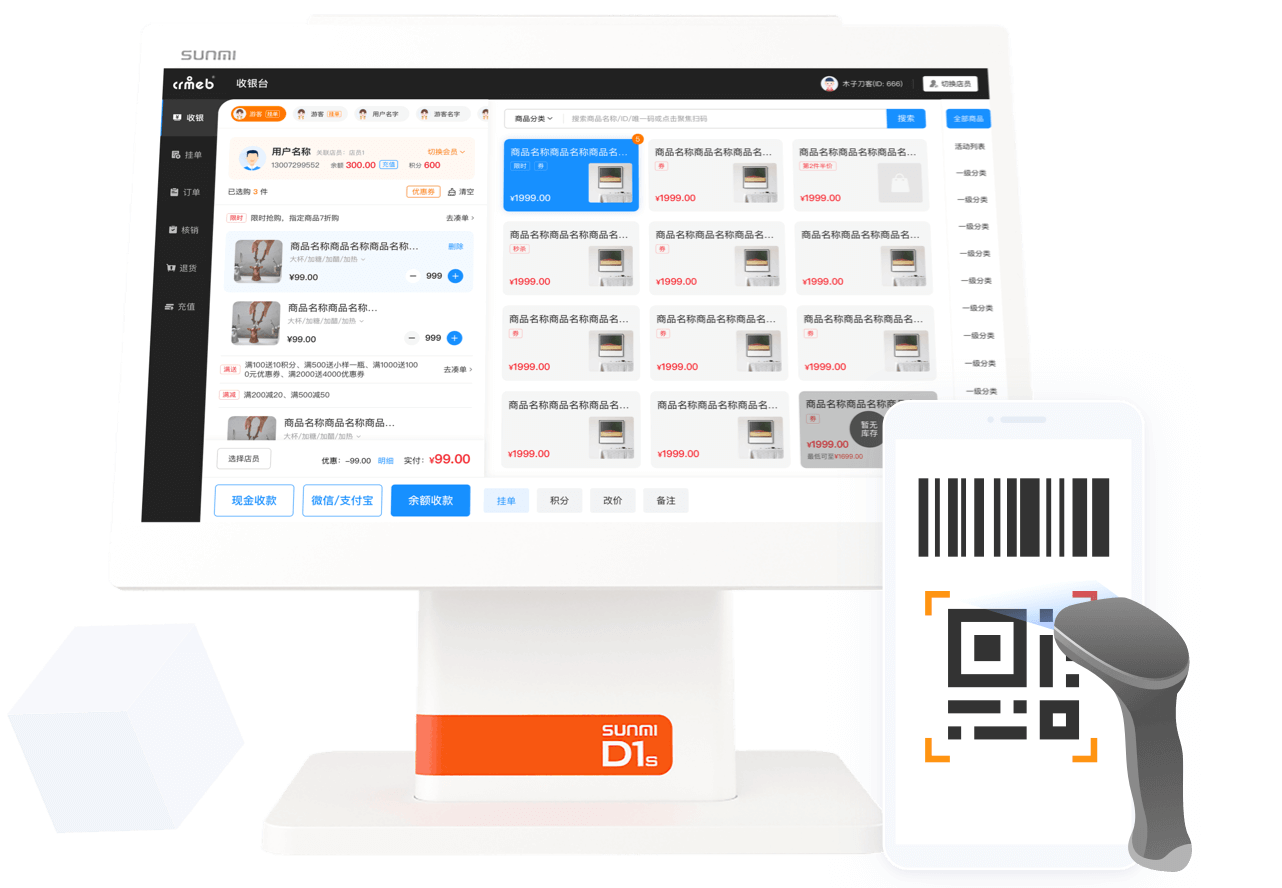 SUNMI
crmeb 收银台 木子刀客(ID: 666) 切换店员
收银
挂单
订单
核销
退货
充值
游客 挂单 游客 挂单 用户名字 游客名字
用户名称 关联店员：店员1 切换会员
13007299552 余额 300.00 充值 积分 600
已选购 3 件 优惠券 清空
限时 限时抢购，指定商品7折购 去凑单 ›
商品名称商品名称商品名称... 删除
大杯/加糖/加醋/加热
¥99.00 − 999 +
商品名称商品名称...
大杯/加糖/加醋/加热
¥99.00 − 999 +
满送 满100送10积分、满500送小样一瓶、满1000送100
0元优惠券、满2000送4000优惠券 去凑单 ›
满减 满200减20、满500减50
商品名称商品名称商品...
大杯/加糖/加醋/加热
选择店员 优惠：-99.00 明细 实付：¥99.00
现金收款 微信/支付宝 余额收款 挂单 积分 改价 备注
商品分类 搜索商品名称/ID/唯一码或点击聚焦扫码 搜索
5
商品名称商品名称商品名...
限时 券
¥1999.00
商品名称商品名称商品名...
券
¥1999.00
商品名称商品名称商品名...
第2件半价
¥1999.00
商品名称商品名称商品名...
秒杀
¥1999.00
商品名称商品名称商品名...
券
¥1999.00
商品名称商品名称商品名...
¥1999.00
商品名称商品名称商品名...
券
¥1999.00
商品名称商品名称商品名...
券
¥1999.00
商品名称商品名称商品名...
券
¥1999.00
商品名称商品名称商品名...
¥1999.00
商品名称商品名称商品名...
¥1999.00
商品名称商品名称商品名...
券
暂无
库存
¥1999.00
最低可至¥1899.00
全部商品
活动列表
一级分类
一级分类
一级分类
一级分类
一级分类
一级分类
一级分类
一级分类
一级分类
SUNMI
D1s